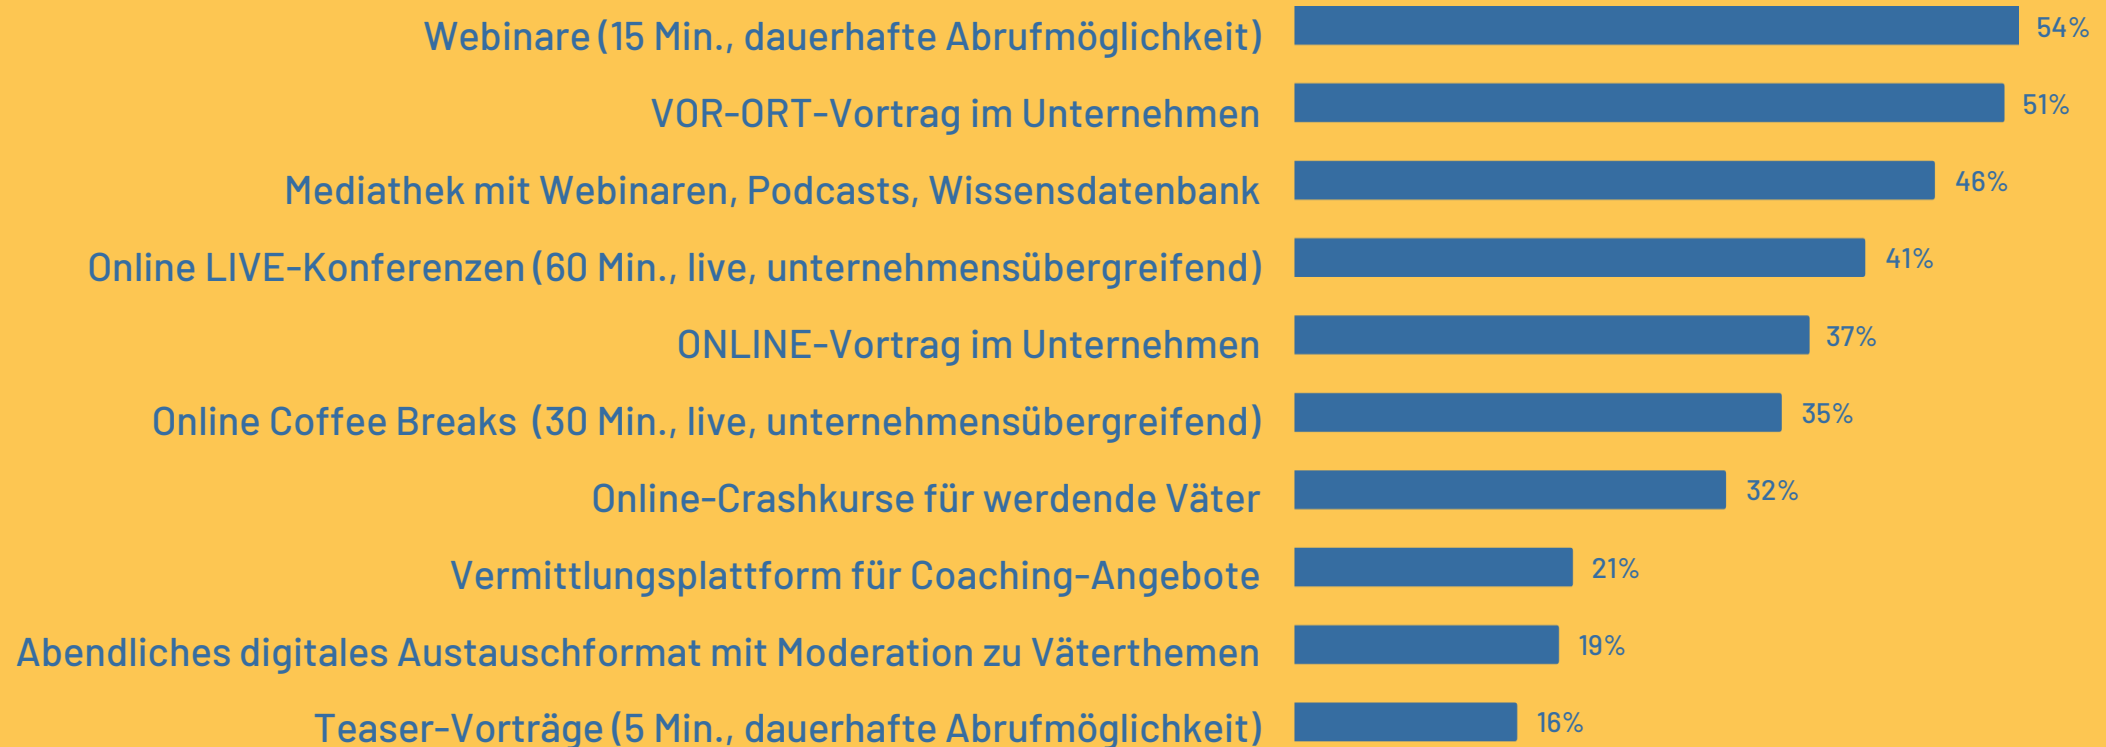 Webinare (15 Min., dauerhafte Abrufmöglichkeit) 54%
VOR-ORT-Vortrag im Unternehmen 51%
Mediathek mit Webinaren, Podcasts, Wissensdatenbank 46%
Online LIVE-Konferenzen (60 Min., live, unternehmensübergreifend) 41%
ONLINE-Vortrag im Unternehmen 37%
Online Coffee Breaks (30 Min., live, unternehmensübergreifend) 35%
Online-Crashkurse für werdende Väter 32%
Vermittlungsplattform für Coaching-Angebote 21%
Abendliches digitales Austauschformat mit Moderation zu Väterthemen 19%
Teaser-Vorträge (5 Min., dauerhafte Abrufmöglichkeit) 16%